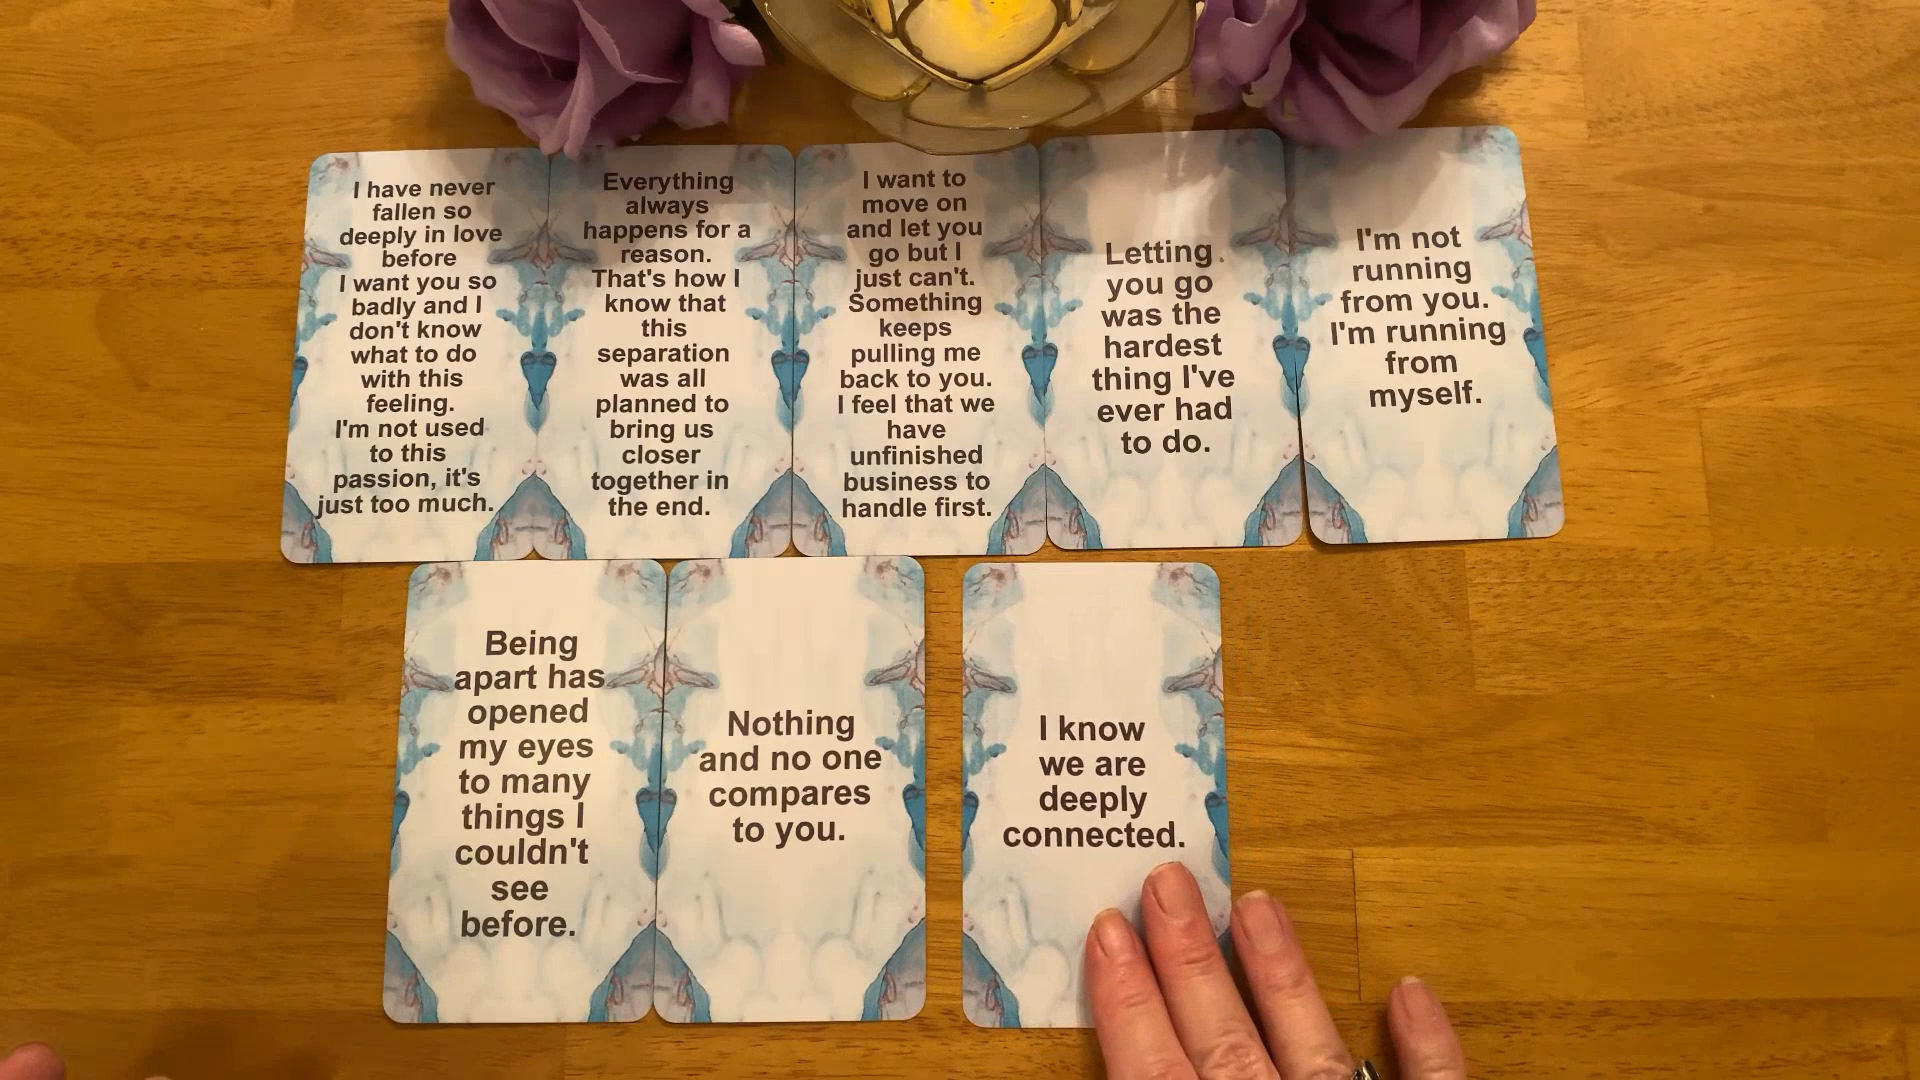 I have never
fallen so
deeply in love
before
I want you so
badly and I
don't know
what to do
with this
feeling.
I'm not used
to this
passion, it's
just too much.
Everything
always
happens for a
reason.
That's how I
know that
this
separation
was all
planned to
bring us
closer
together in
the end.
I want to
move on
and let you
go but I
just can't.
Something
keeps
pulling me
back to you.
I feel that we
have
unfinished
business to
handle first.
Letting
you go
was the
hardest
thing I've
ever had
to do.
I'm not
running
from you.
I'm running
from
myself.
Being
apart has
opened
my eyes
to many
things I
couldn't
see
before.
Nothing
and no one
compares
to you.
I know
we are
deeply
connected.